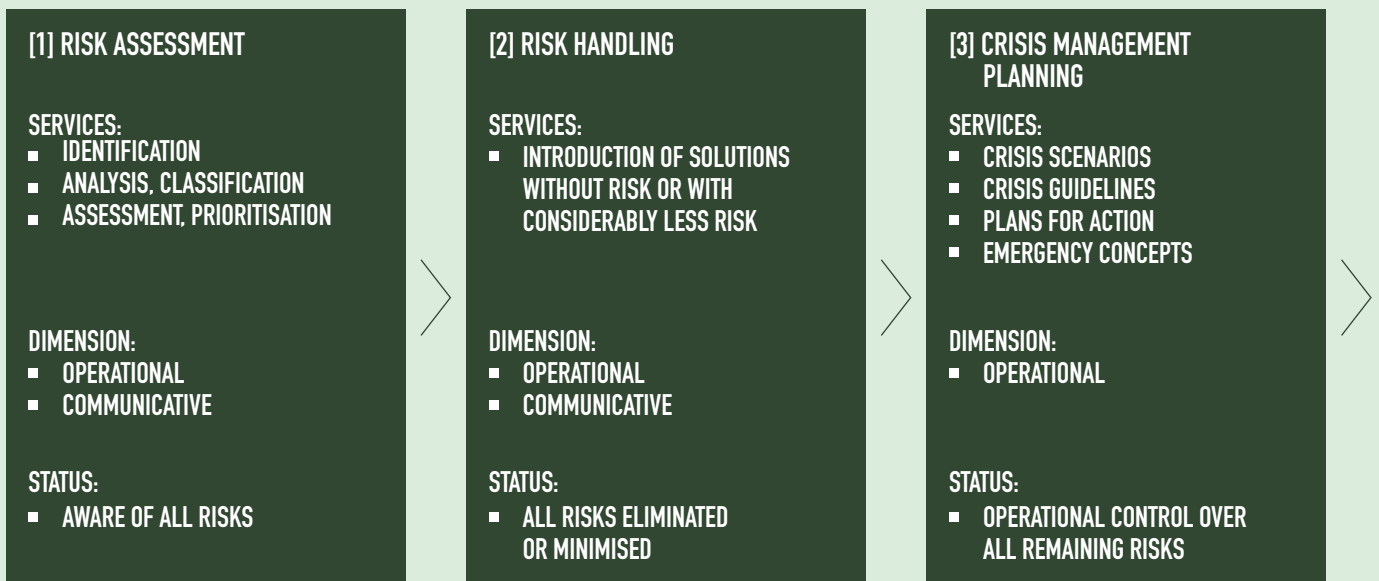 [1] RISK ASSESSMENT
SERVICES:
▪ IDENTIFICATION
▪ ANALYSIS, CLASSIFICATION
▪ ASSESSMENT, PRIORITISATION
DIMENSION:
▪ OPERATIONAL
▪ COMMUNICATIVE
STATUS:
▪ AWARE OF ALL RISKS
[2] RISK HANDLING
SERVICES:
▪ INTRODUCTION OF SOLUTIONS
WITHOUT RISK OR WITH
CONSIDERABLY LESS RISK
DIMENSION:
▪ OPERATIONAL
▪ COMMUNICATIVE
STATUS:
▪ ALL RISKS ELIMINATED
OR MINIMISED
[3] CRISIS MANAGEMENT
PLANNING
SERVICES:
▪ CRISIS SCENARIOS
▪ CRISIS GUIDELINES
▪ PLANS FOR ACTION
▪ EMERGENCY CONCEPTS
DIMENSION:
▪ OPERATIONAL
STATUS:
▪ OPERATIONAL CONTROL OVER
ALL REMAINING RISKS